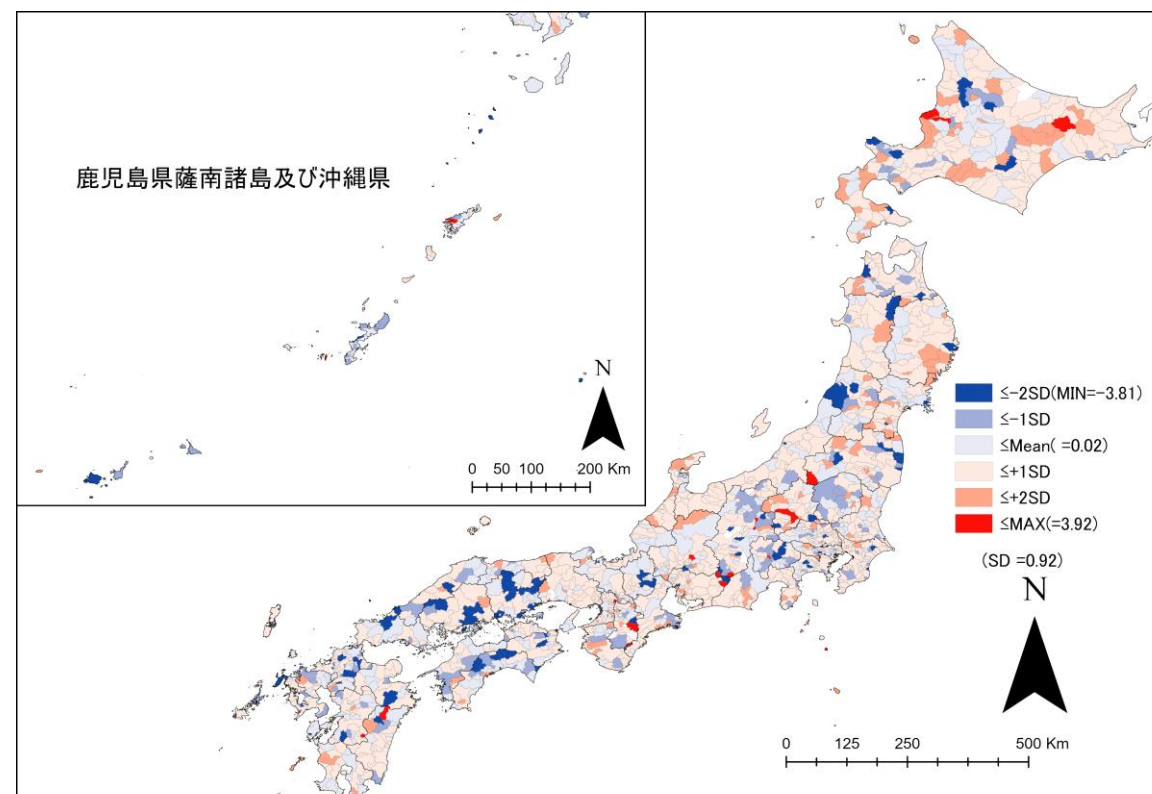 鹿児島県薩南諸島及び沖縄県
N
0 50 100 200 Km
≤-2SD(MIN=-3.81)
≤-1SD
≤Mean( =0.02)
≤+1SD
≤+2SD
≤MAX(=3.92)
(SD =0.92)
N
0 125 250 500 Km